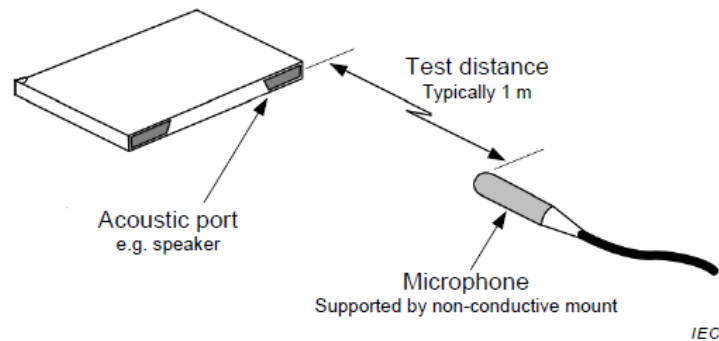 Test distance
Typically 1 m
Acoustic port
e.g. speaker
Microphone
Supported by non-conductive mount
IEC